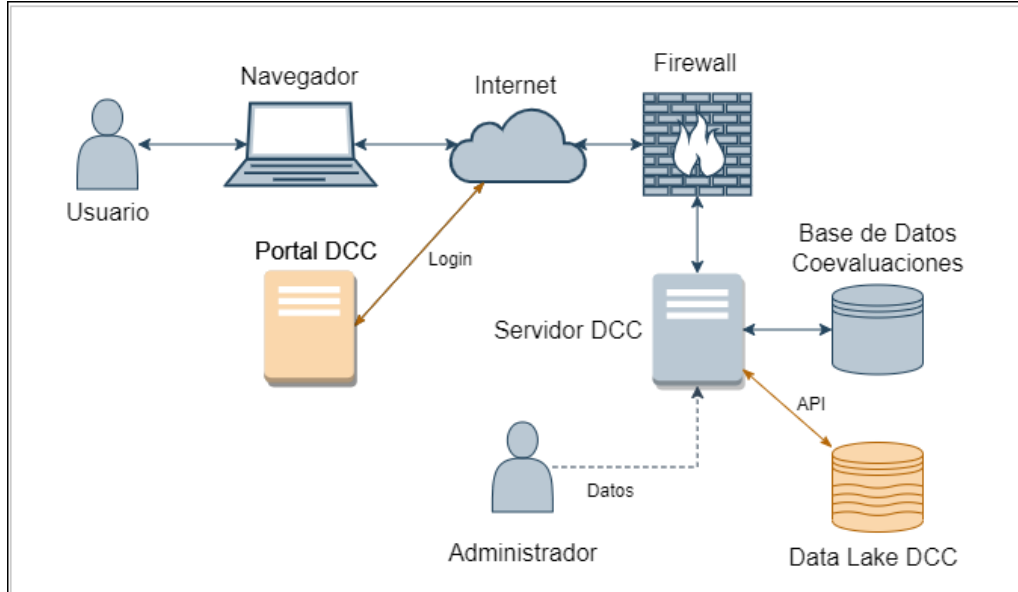 Navegador
Internet
Firewall
Usuario
Portal DCC
Login
Base de Datos
Coevaluaciones
Servidor DCC
API
Datos
Administrador
Data Lake DCC